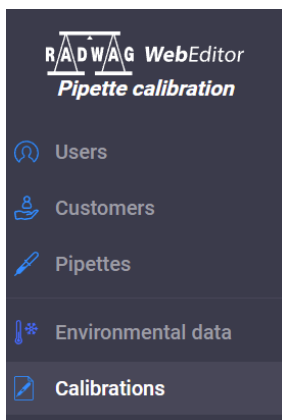 RADWAG WebEditor
Pipette calibration
Users
Customers
Pipettes
Environmental data
Calibrations